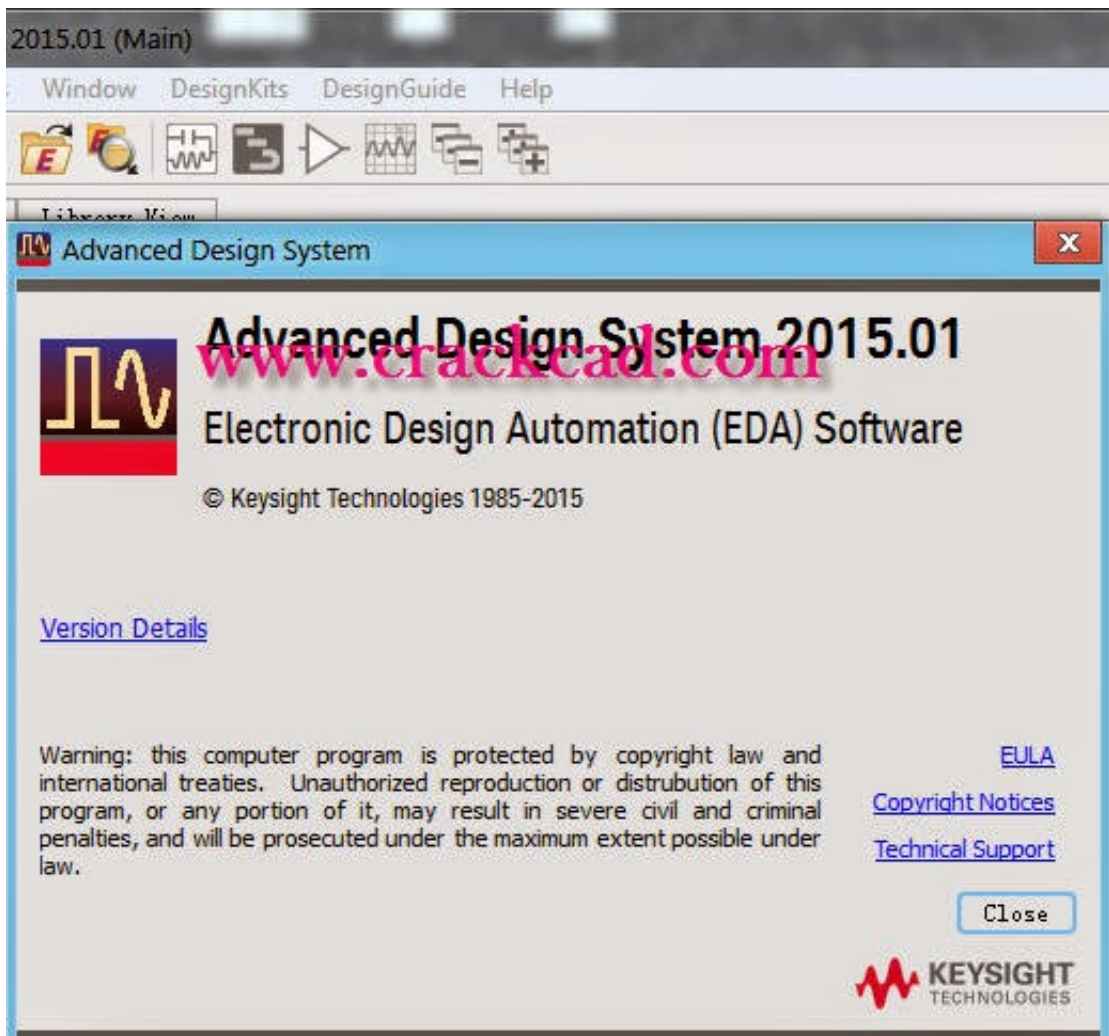 2015.01 (Main)
Window DesignKits DesignGuide Help
Library View
Advanced Design System
Advanced Design System 2015.01
www.crackcad.com
Electronic Design Automation (EDA) Software
© Keysight Technologies 1985-2015
Version Details
Warning: this computer program is protected by copyright law and
international treaties. Unauthorized reproduction or distrubution of this
program, or any portion of it, may result in severe civil and criminal
penalties, and will be prosecuted under the maximum extent possible under
law.
EULA
Copyright Notices
Technical Support
Close
KEYSIGHT
TECHNOLOGIES